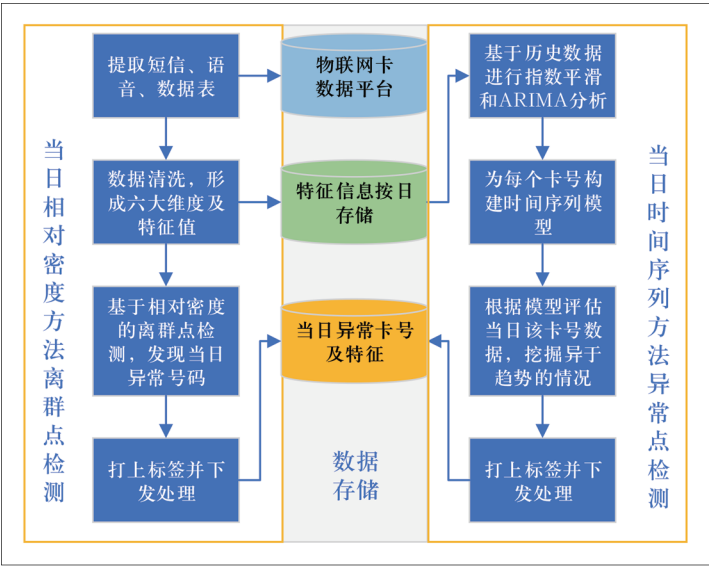 当日相对密度方法离群点检测
提取短信、语
音、数据表
数据清洗，形
成六大维度及
特征值
基于相对密度
的离群点检
测，发现当日
异常号码
打上标签并下
发处理
物联网卡
数据平台
特征信息按日
存储
当日异常卡号
及特征
数据
存储
基于历史数据
进行指数平滑
和ARIMA分析
为每个卡号构
建时间序列模
型
根据模型评估
当日该卡号数
据，挖掘异于
趋势的情况
打上标签并下
发处理
当日时间序列方法异常点检测